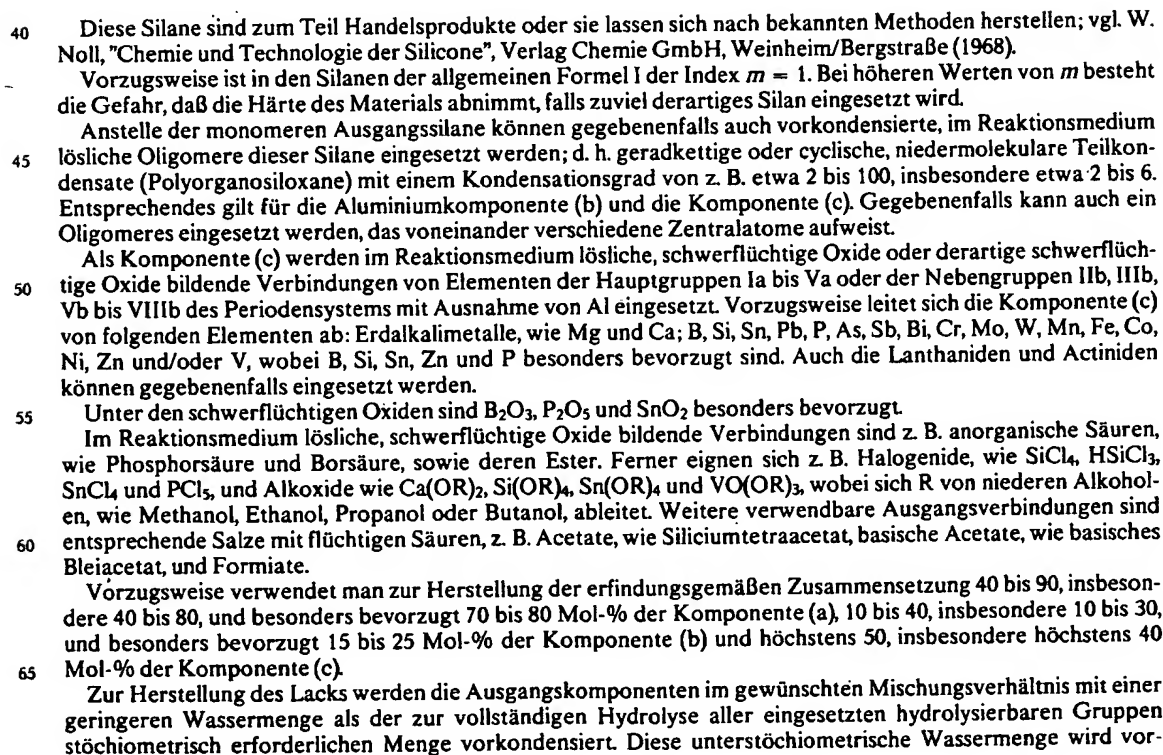 40 Diese Silane sind zum Teil Handelsprodukte oder sie lassen sich nach bekannten Methoden herstellen; vgl. W.
Noll, "Chemie und Technologie der Silicone", Verlag Chemie GmbH, Weinheim/Bergstraße (1968).
Vorzugsweise ist in den Silanen der allgemeinen Formel I der Index m = 1. Bei höheren Werten von m besteht
die Gefahr, daß die Härte des Materials abnimmt, falls zuviel derartiges Silan eingesetzt wird.
Anstelle der monomeren Ausgangssilane können gegebenenfalls auch vorkondensierte, im Reaktionsmedium
45 lösliche Oligomere dieser Silane eingesetzt werden; d. h. geradkettige oder cyclische, niedermolekulare Teilkon-
densate (Polyorganosiloxane) mit einem Kondensationsgrad von z. B. etwa 2 bis 100, insbesondere etwa 2 bis 6.
Entsprechendes gilt für die Aluminiumkomponente (b) und die Komponente (c). Gegebenenfalls kann auch ein
Oligomeres eingesetzt werden, das voneinander verschiedene Zentralatome aufweist.
Als Komponente (c) werden im Reaktionsmedium lösliche, schwerflüchtige Oxide oder derartige schwerflüch-
50 tige Oxide bildende Verbindungen von Elementen der Hauptgruppen Ia bis Va oder der Nebengruppen IIb, IIIb,
Vb bis VIIIb des Periodensystems mit Ausnahme von Al eingesetzt. Vorzugsweise leitet sich die Komponente (c)
von folgenden Elementen ab: Erdalkalimetalle, wie Mg und Ca; B, Si, Sn, Pb, P, As, Sb, Bi, Cr, Mo, W, Mn, Fe, Co,
Ni, Zn und/oder V, wobei B, Si, Sn, Zn und P besonders bevorzugt sind. Auch die Lanthaniden und Actiniden
können gegebenenfalls eingesetzt werden.
55 Unter den schwerflüchtigen Oxiden sind B₂O₃, P₂O₅ und SnO₂ besonders bevorzugt.
Im Reaktionsmedium lösliche, schwerflüchtige Oxide bildende Verbindungen sind z. B. anorganische Säuren,
wie Phosphorsäure und Borsäure, sowie deren Ester. Ferner eignen sich z. B. Halogenide, wie SiCl₄, HSiCl₃,
SnCl₄ und PCl₅, und Alkoxide wie Ca(OR)₂, Si(OR)₄, Sn(OR)₄ und VO(OR)₃, wobei sich R von niederen Alkohol-
en, wie Methanol, Ethanol, Propanol oder Butanol, ableitet. Weitere verwendbare Ausgangsverbindungen sind
60 entsprechende Salze mit flüchtigen Säuren, z. B. Acetate, wie Siliciumtetraacetat, basische Acetate, wie basisches
Bleiacetat, und Formiate.
Vorzugsweise verwendet man zur Herstellung der erfindungsgemäßen Zusammensetzung 40 bis 90, insbeson-
dere 40 bis 80, und besonders bevorzugt 70 bis 80 Mol-% der Komponente (a), 10 bis 40, insbesondere 10 bis 30,
und besonders bevorzugt 15 bis 25 Mol-% der Komponente (b) und höchstens 50, insbesondere höchstens 40
65 Mol-% der Komponente (c).
Zur Herstellung des Lacks werden die Ausgangskomponenten im gewünschten Mischungsverhältnis mit einer
geringeren Wassermenge als der zur vollständigen Hydrolyse aller eingesetzten hydrolysierbaren Gruppen
stöchiometrisch erforderlichen Menge vorkondensiert. Diese unterstöchiometrische Wassermenge wird vor-